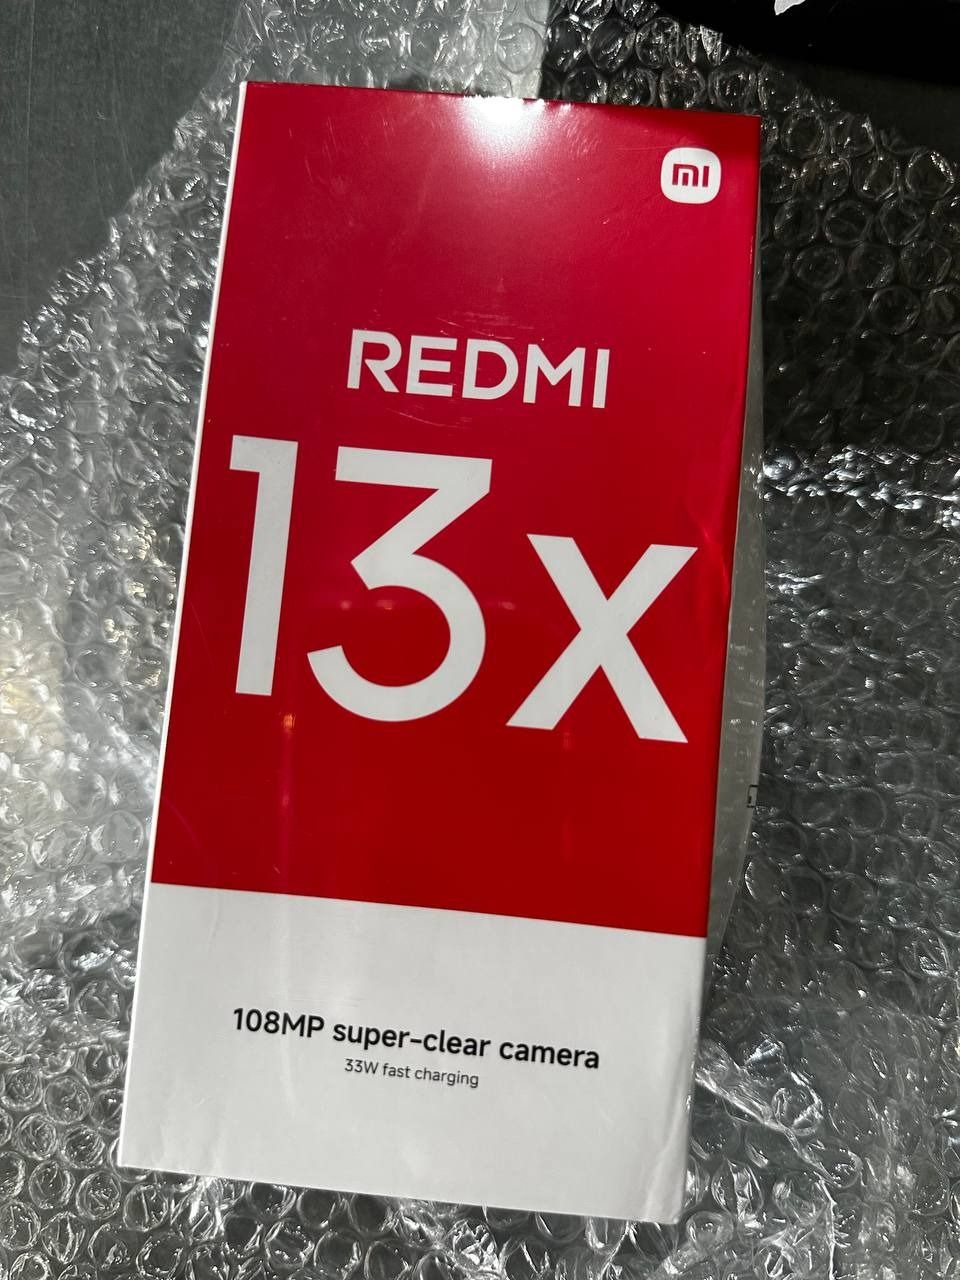 mi
REDMI
13x
108MP super-clear camera
33W fast charging